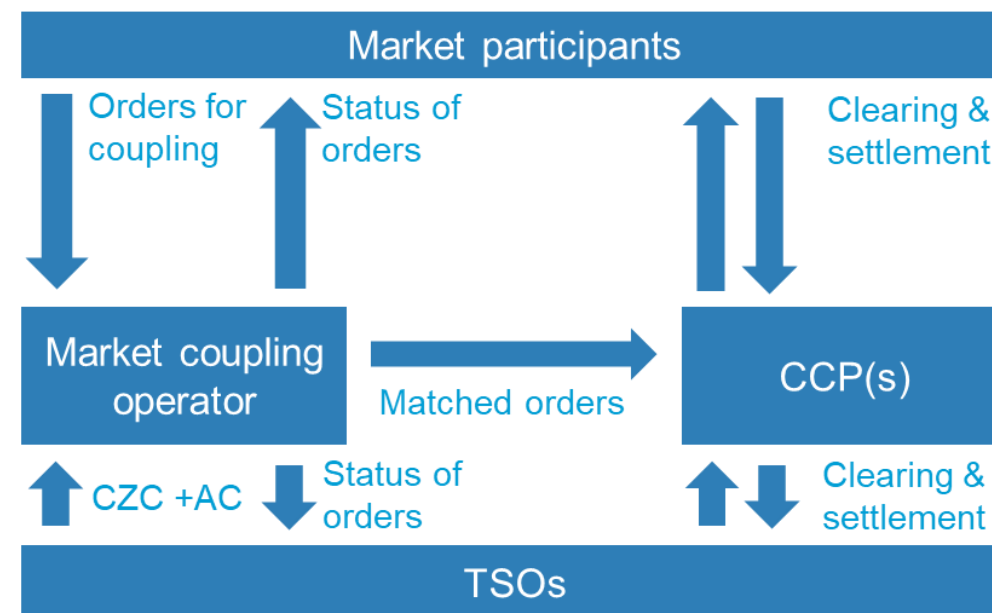 Market participants
Orders for
coupling
Status of
orders
Clearing &
settlement
Market coupling
operator
Matched orders
CCP(s)
CZC +AC
Status of
orders
Clearing &
settlement
TSOs